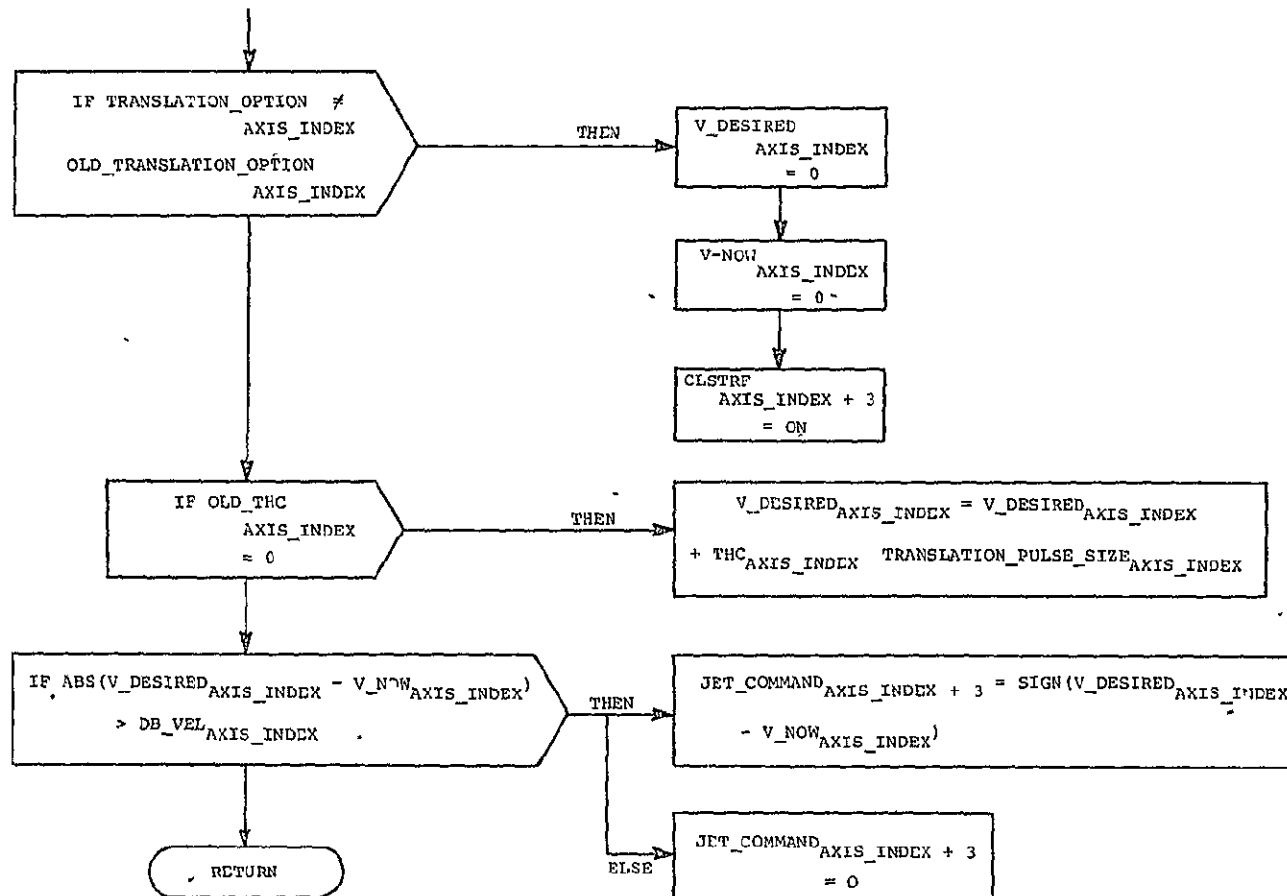 IF TRANSLATION_OPTION ≠
AXIS_INDEX
OLD_TRANSLATION_OPTION
AXIS_INDEX
THEN
V_DESIRED
AXIS_INDEX
= 0
V-NOW
AXIS_INDEX
= 0
CLSTRF
AXIS_INDEX + 3
= ON
IF OLD_THC
AXIS_INDEX
= 0
THEN
V_DESIRED AXIS_INDEX = V_DESIRED AXIS_INDEX
+ THC AXIS_INDEX TRANSLATION_PULSE_SIZE AXIS_INDEX
IF ABS(V_DESIRED AXIS_INDEX - V_NOW AXIS_INDEX)
> DB_VEL AXIS_INDEX
THEN
JET_COMMAND AXIS_INDEX + 3 = SIGN(V_DESIRED AXIS_INDEX
- V_NOW AXIS_INDEX)
ELSE
JET_COMMAND AXIS_INDEX + 3
= 0
RETURN